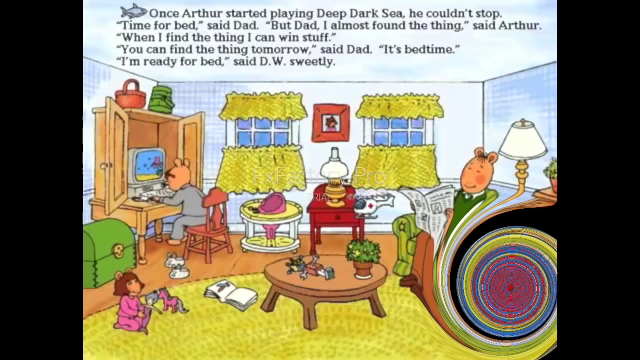 Once Arthur started playing Deep Dark Sea, he couldn't stop.
“Time for bed,” said Dad.  “But Dad, I almost found the thing,” said Arthur.
“When I find the thing I can win stuff.”
“You can find the thing tomorrow,” said Dad.  “It's bedtime.”
“I'm ready for bed,” said D.W. sweetly.